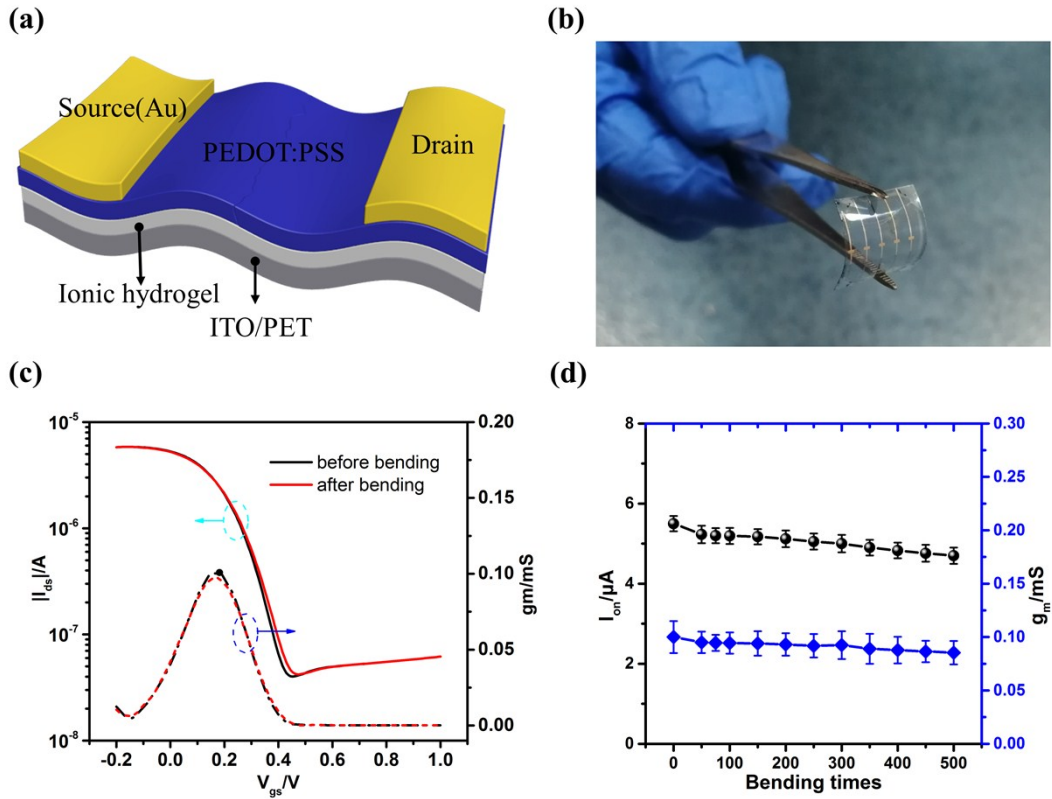 (a)
Source(Au)
PEDOT:PSS
Drain
Ionic hydrogel
ITO/PET
(b)
(c)
10⁻⁵
10⁻⁶
10⁻⁷
10⁻⁸
|I_ds|/A
before bending
after bending
0.20
0.15
0.10
0.05
0.00
gm/mS
-0.2 0.0 0.2 0.4 0.6 0.8 1.0
V_gs/V
(d)
8
6
4
2
0
I_on/μA
0.30
0.25
0.20
0.15
0.10
0.05
0.00
g_m/mS
0 100 200 300 400 500
Bending times